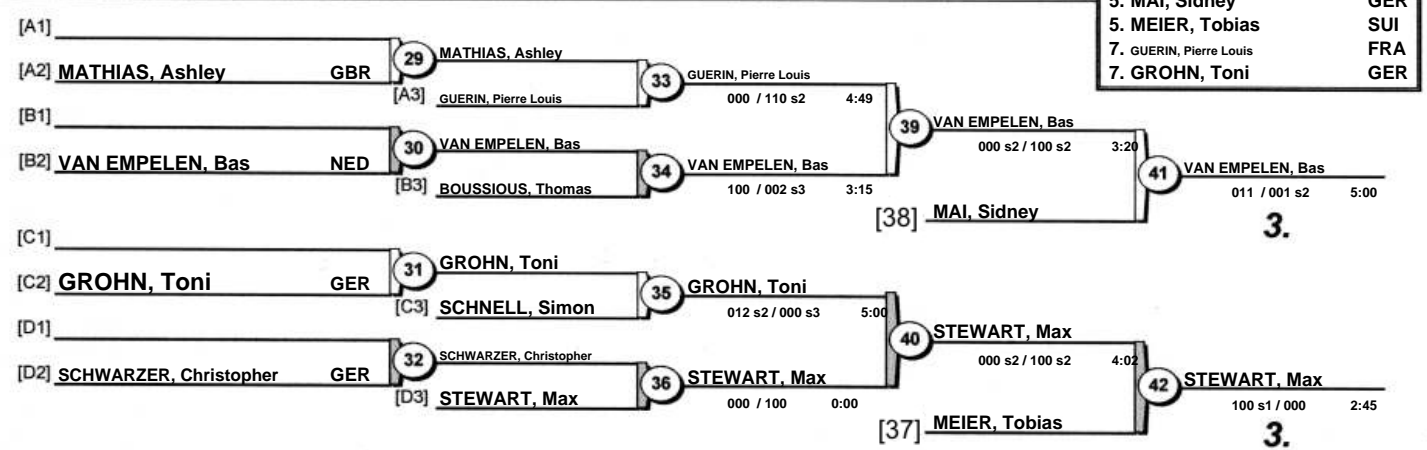 5. MAI, Sidney GER
5. MEIER, Tobias SUI
7. GUERIN, Pierre Louis FRA
7. GROHN, Toni GER
[A1]
[A2] MATHIAS, Ashley GBR
29
MATHIAS, Ashley
[A3] GUERIN, Pierre Louis
33
GUERIN, Pierre Louis
000 / 110 s2 4:49
[B1]
[B2] VAN EMPELEN, Bas NED
30
VAN EMPELEN, Bas
[B3] BOUSSIOUS, Thomas
34
VAN EMPELEN, Bas
100 / 002 s3 3:15
39
VAN EMPELEN, Bas
000 s2 / 100 s2 3:20
[38] MAI, Sidney
41
VAN EMPELEN, Bas
011 / 001 s2 5:00
3.
[C1]
[C2] GROHN, Toni GER
31
GROHN, Toni
[C3] SCHNELL, Simon
35
GROHN, Toni
012 s2 / 000 s3 5:00
[D1]
[D2] SCHWARZER, Christopher GER
32
SCHWARZER, Christopher
[D3] STEWART, Max
36
STEWART, Max
000 / 100 0:00
40
STEWART, Max
000 s2 / 100 s2 4:02
[37] MEIER, Tobias
42
STEWART, Max
100 s1 / 000 2:45
3.